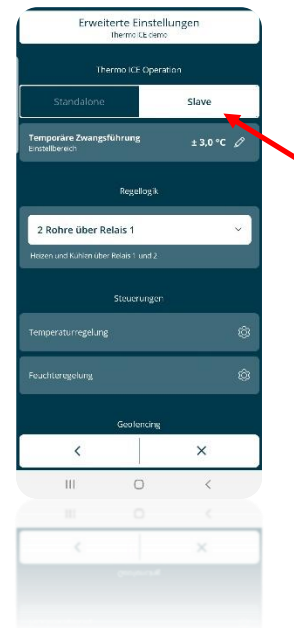 Erweiterte Einstellungen
Thermo ICE demo
Thermo ICE Operation
Standalone
Slave
Temporäre Zwangsführung
Einstellbereich
± 3,0 °C
Regellogik
2 Rohre über Relais 1
Heizen und Kühlen über Relais 1 und 2
Steuerungen
Temperaturregelung
Feuchteregelung
Geofencing